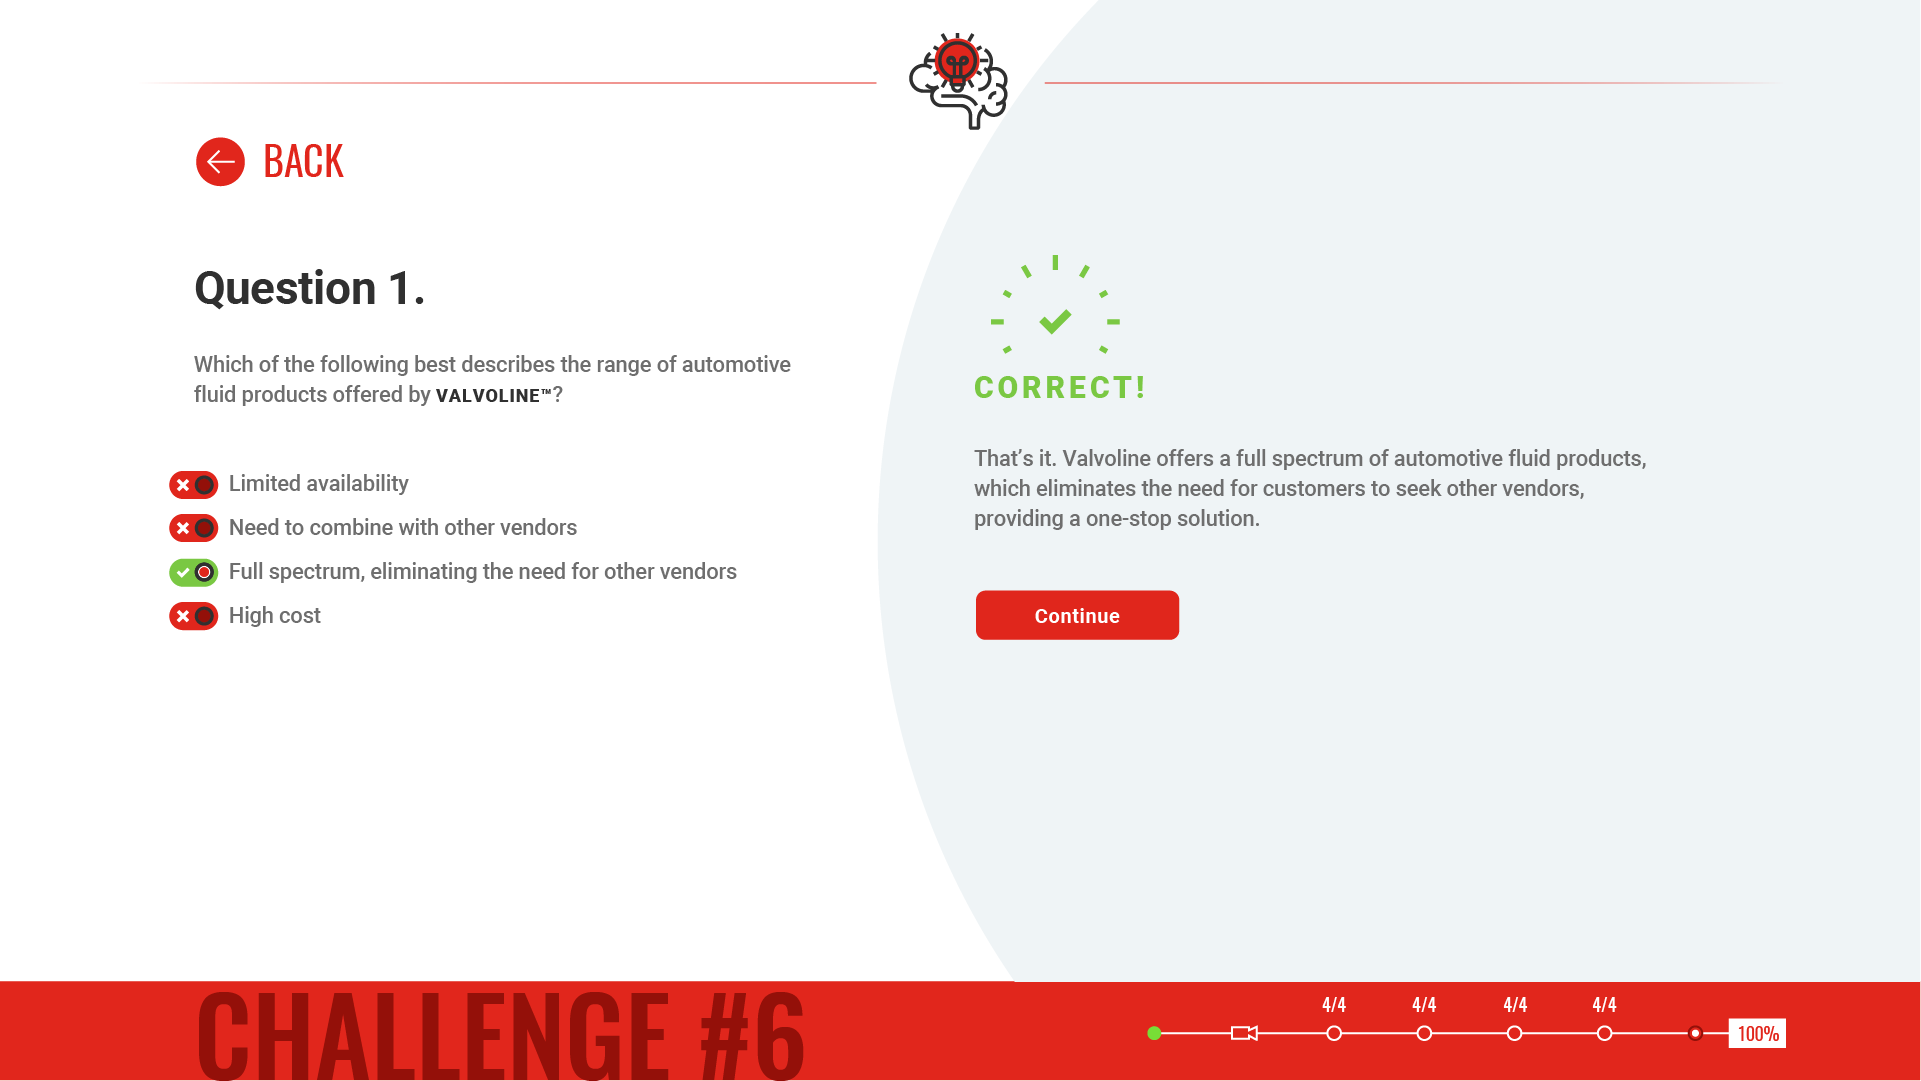 BACK
Question 1.
Which of the following best describes the range of automotive
fluid products offered by VALVOLINE™?
Limited availability
Need to combine with other vendors
Full spectrum, eliminating the need for other vendors
High cost
CORRECT!
That’s it. Valvoline offers a full spectrum of automotive fluid products,
which eliminates the need for customers to seek other vendors,
providing a one-stop solution.
Continue
CHALLENGE #6
4/4 4/4 4/4 4/4
100%